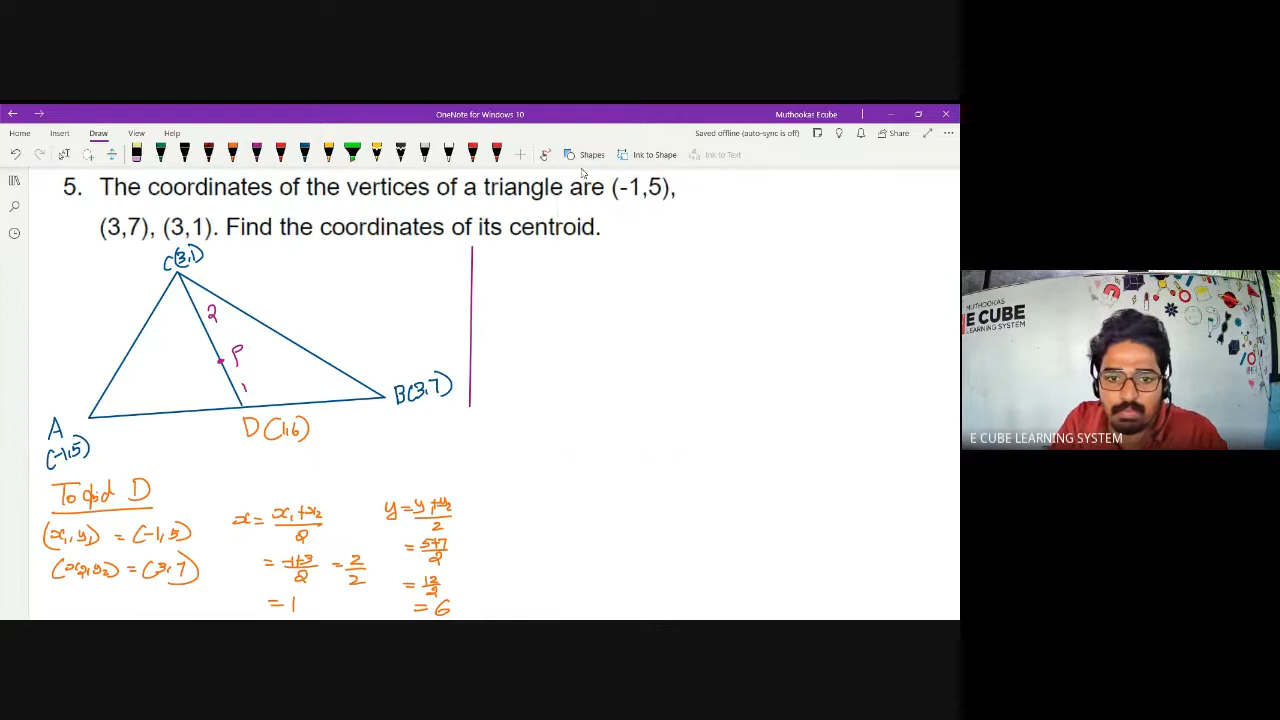 OneNote for Windows 10
Muthookas Ecube
Home Insert Draw View Help
Saved offline (auto-sync is off)
Share
Shapes
Ink to Shape
Ink to Text
5. The coordinates of the vertices of a triangle are (-1,5),
(3,7), (3,1). Find the coordinates of its centroid.
C(3,1)
2
P
1
B(3,7)
A
(-1,5)
D(1,6)
To find D
(x₁,y₁) = (-1,5)
(x₂,y₂) = (3,7)
x = x₁+x₂/2
= -1+3/2 = 2/2
= 1
y = y₁+y₂/2
= 5+7/2
= 12/2
= 6
MUTHOOKAS
E CUBE
LEARNING SYSTEM
E CUBE LEARNING SYSTEM